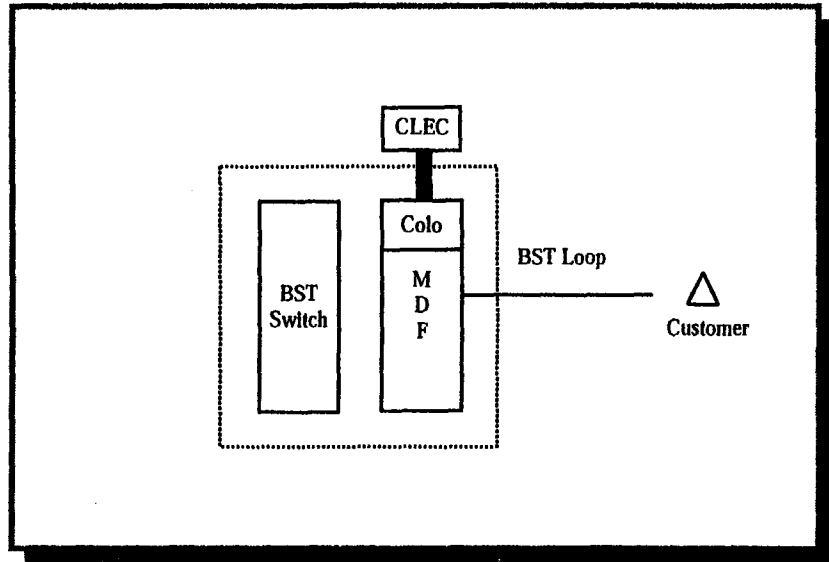 CLEC
Colo
BST Loop
M
D
F
BST
Switch
Customer